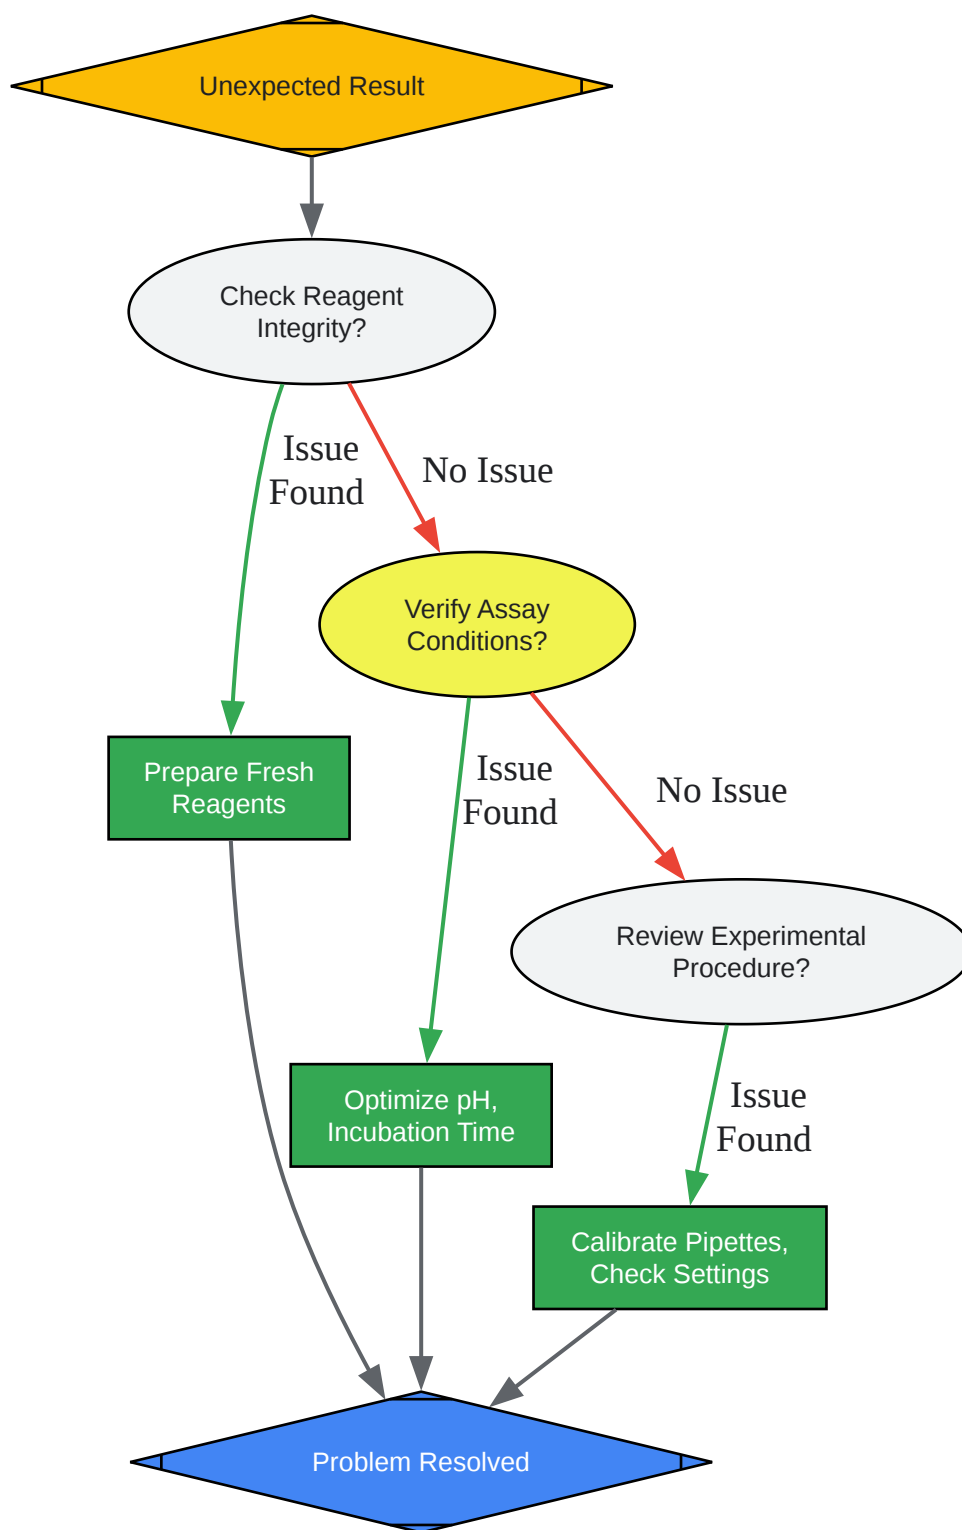 Unexpected Result
Check Reagent
Integrity?
Issue
Found
No Issue
Verify Assay
Conditions?
Prepare Fresh
Reagents
Issue
Found
No Issue
Review Experimental
Procedure?
Optimize pH,
Incubation Time
Issue
Found
Calibrate Pipettes,
Check Settings
Problem Resolved